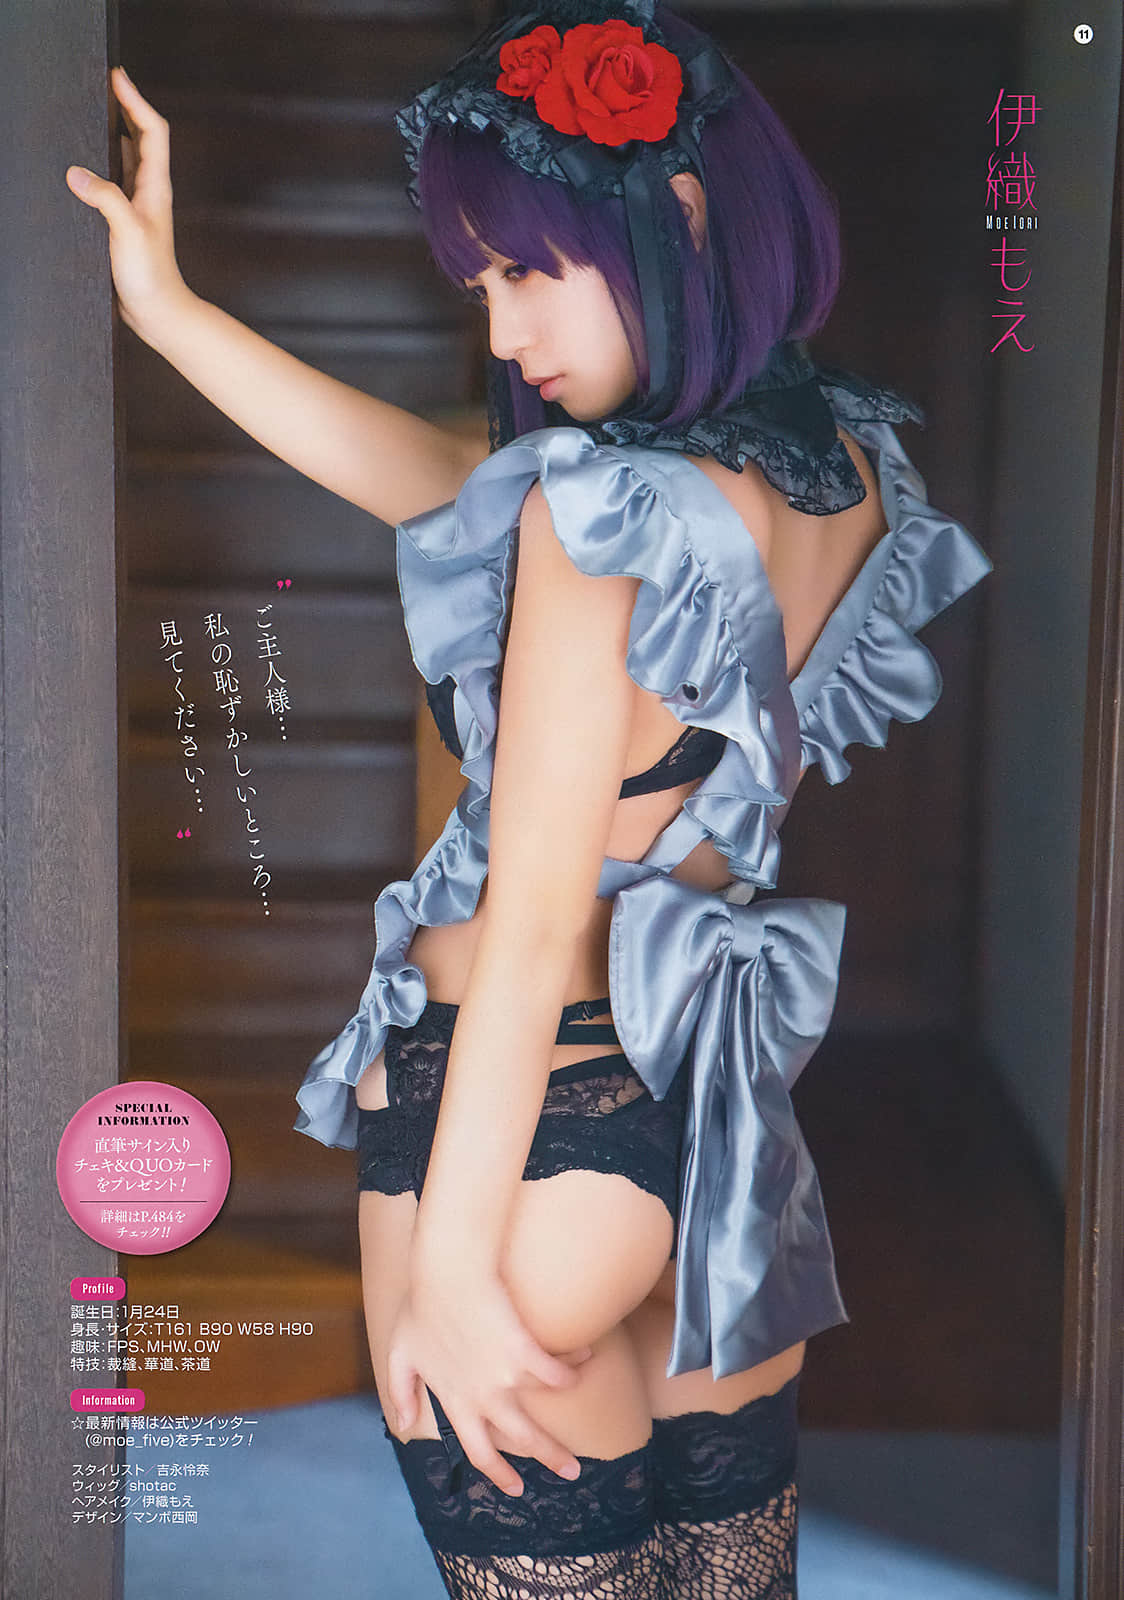 11
伊織もえ
MOE IORI
”ご主人様…
私の恥ずかしいところ…
見てください…“
SPECIAL
INFORMATION
直筆サイン入り
チェキ&QUOカード
をプレゼント！
詳細はP.484を
チェック!!
Profile
誕生日：1月24日
身長・サイズ：T161 B90 W58 H90
趣味：FPS、MHW、OW
特技：裁縫、華道、茶道
Information
☆最新情報は公式ツイッター
(@moe_five)をチェック！
スタイリスト／吉永怜奈
ウィッグ／shotac
ヘアメイク／伊織もえ
デザイン／マンボ西岡